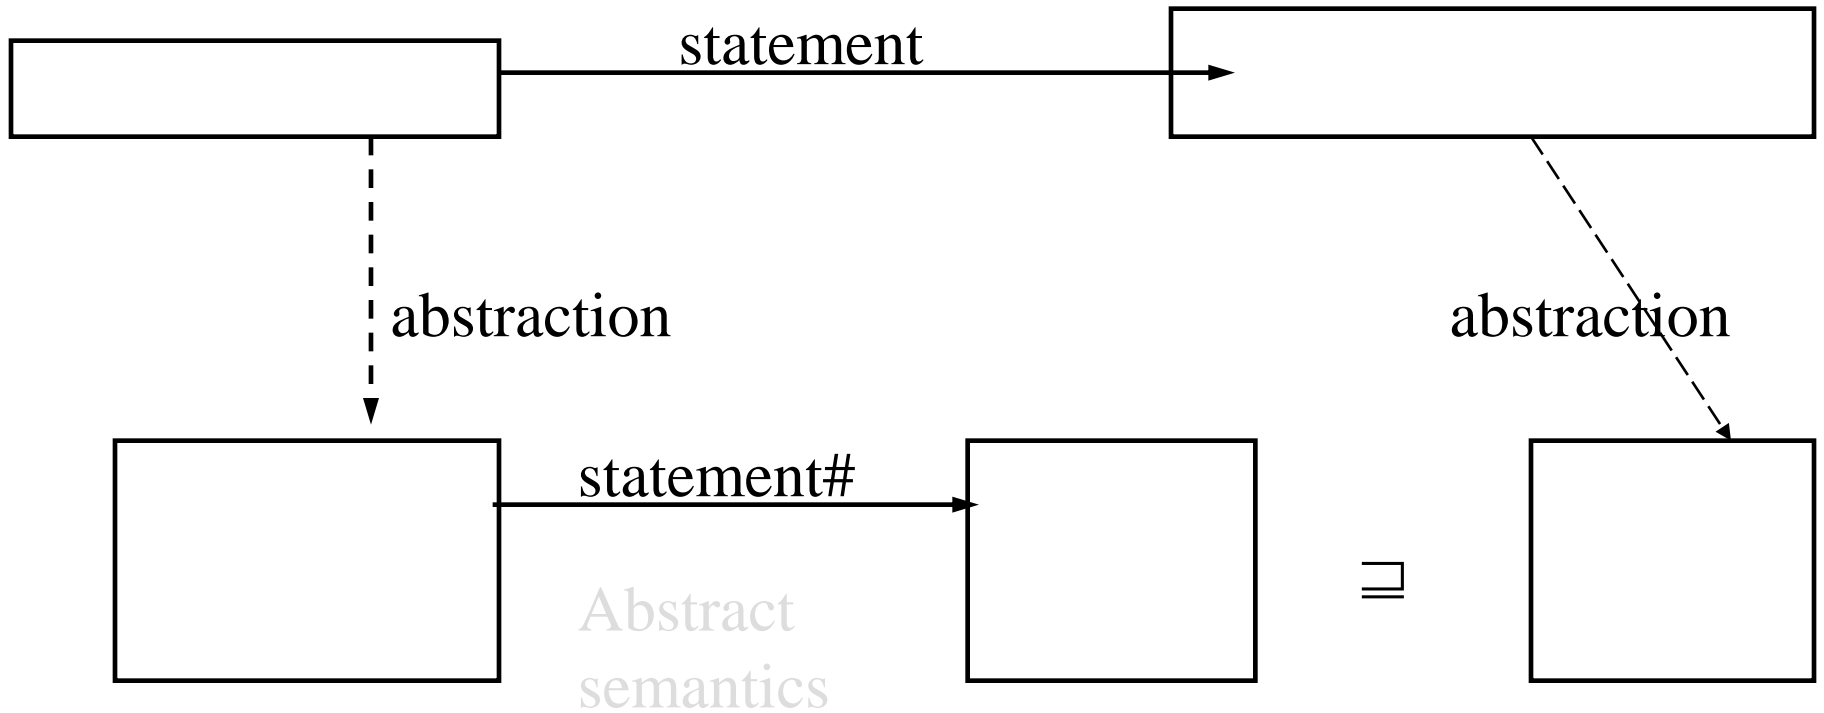 statement
abstraction
abstraction
statement#
⊒
Abstract
semantics